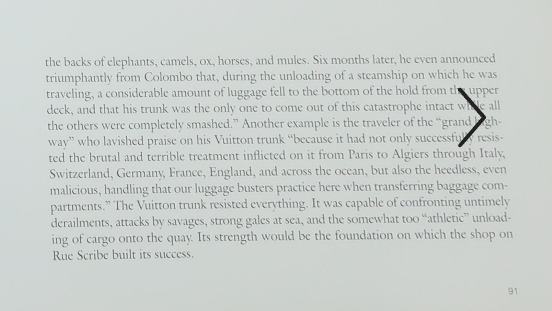 the backs of elephants, camels, ox, horses, and mules. Six months later, he even announced
triumphantly from Colombo that, during the unloading of a steamship on which he was
traveling, a considerable amount of luggage fell to the bottom of the hold from the upper
deck, and that his trunk was the only one to come out of this catastrophe intact while all
the others were completely smashed.” Another example is the traveler of the “grand high-
way” who lavished praise on his Vuitton trunk “because it had not only successfully resis-
ted the brutal and terrible treatment inflicted on it from Paris to Algiers through Italy,
Switzerland, Germany, France, England, and across the ocean, but also the heedless, even
malicious, handling that our luggage busters practice here when transferring baggage com-
partments.” The Vuitton trunk resisted everything. It was capable of confronting untimely
derailments, attacks by savages, strong gales at sea, and the somewhat too “athletic” unload-
ing of cargo onto the quay. Its strength would be the foundation on which the shop on
Rue Scribe built its success.
91